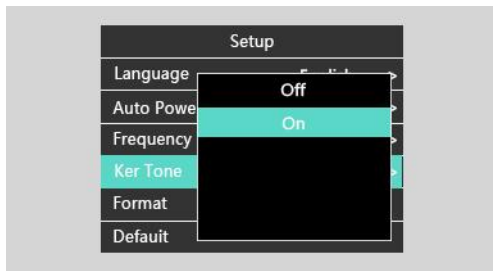 Setup
Language
Off
Auto Powe
On
Frequency
Ker Tone
Format
Default